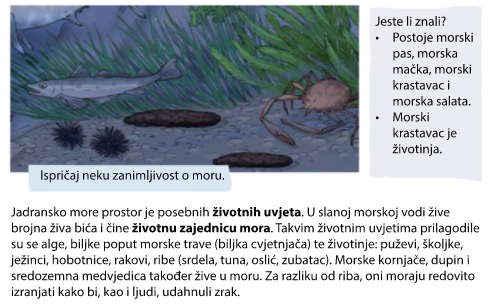 Jeste li znali?
• Postoje morski
pas, morska
mačka, morski
krastavac i
morska salata.
• Morski
krastavac je
životinja.
Ispričaj neku zanimljivost o moru.
Jadransko more prostor je posebnih životnih uvjeta. U slanoj morskoj vodi žive
brojna živa bića i čine životnu zajednicu mora. Takvim životnim uvjetima prilagodile
su se alge, biljke poput morske trave (biljka cvjetnjača) te životinje: puževi, školjke,
ježinci, hobotnice, rakovi, ribe (srdela, tuna, oslić, zubatac). Morske kornjače, dupin i
sredozemna medvjedica također žive u moru. Za razliku od riba, oni moraju redovito
izranjati kako bi, kao i ljudi, udahnuli zrak.